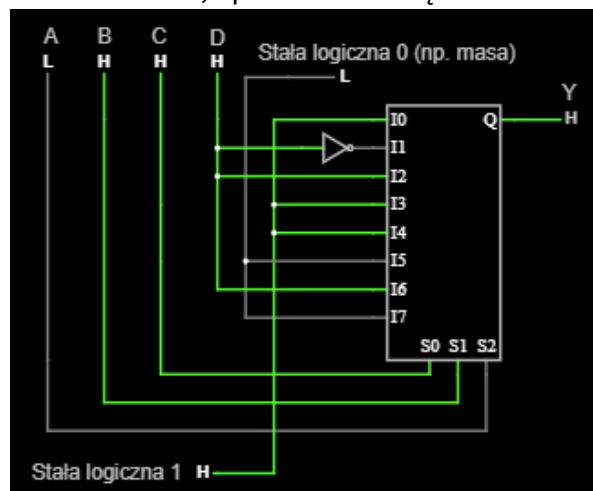 A B C D
L H H H
Stała logiczna 0 (np. masa)
L
Y
I0 Q H
I1
I2
I3
I4
I5
I6
I7
S0 S1 S2
Stała logiczna 1 H